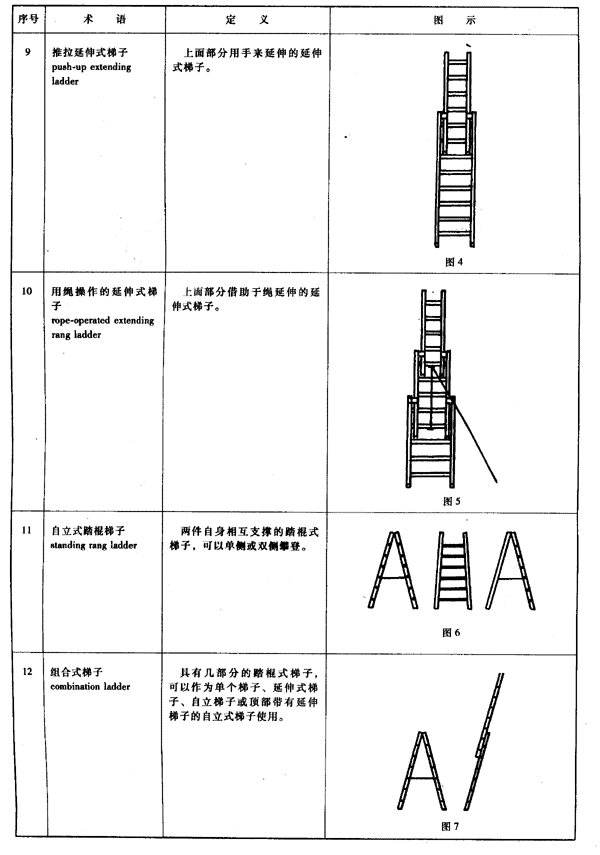 序号 术语 定义 图示
9 推拉延伸式梯子 上面部分用手来延伸的延伸
push-up extending 式梯子。
ladder
图 4
10 用绳操作的延伸式梯 上面部分借助于绳延伸的延
子 伸式梯子。
rope-operated extending
rang ladder
图 5
11 自立式踏棍梯子 两件自身相互支撑的踏棍式
standing rang ladder 梯子，可以单侧或双侧攀登。
图 6
12 组合式梯子 具有几部分的踏棍式梯子，
combination ladder 可以作为单个梯子、延伸式梯
子、自立梯子或顶部带有延伸
梯子的自立式梯子使用。
图 7